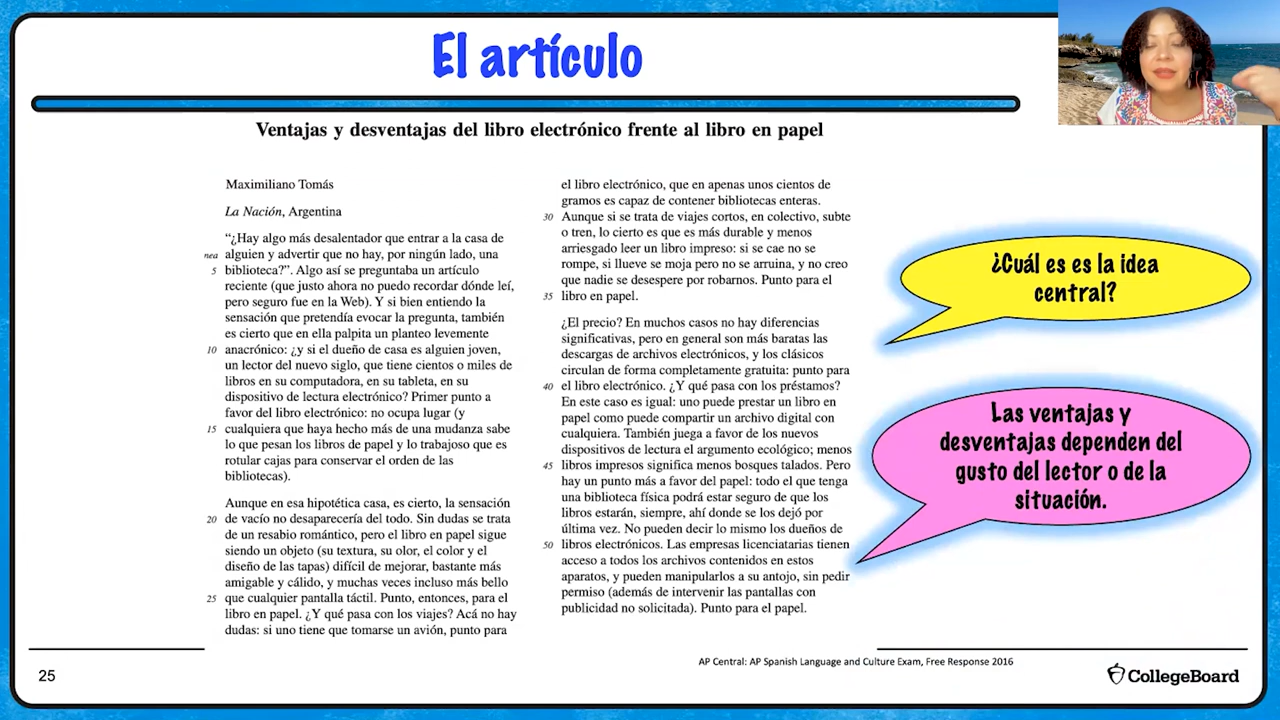 El artículo
Ventajas y desventajas del libro electrónico frente al libro en papel
Maximiliano Tomás
La Nación, Argentina
“¿Hay algo más desalentador que entrar a la casa de
nea alguien y advertir que no hay, por ningún lado, una
5 biblioteca?”. Algo así se preguntaba un artículo
reciente (que justo ahora no puedo recordar dónde leí,
pero seguro fue en la Web). Y si bien entiendo la
sensación que pretendía evocar la pregunta, también
es cierto que en ella palpita un planteo levemente
10 anacrónico: ¿y si el dueño de casa es alguien joven,
un lector del nuevo siglo, que tiene cientos o miles de
libros en su computadora, en su tableta, en su
dispositivo de lectura electrónico? Primer punto a
favor del libro electrónico: no ocupa lugar (y
15 cualquiera que haya hecho más de una mudanza sabe
lo que pesan los libros de papel y lo trabajoso que es
rotular cajas para conservar el orden de las
bibliotecas).
Aunque en esa hipotética casa, es cierto, la sensación
20 de vacío no desaparecería del todo. Sin dudas se trata
de un resabio romántico, pero el libro en papel sigue
siendo un objeto (su textura, su olor, el color y el
diseño de las tapas) difícil de mejorar, bastante más
amigable y cálido, y muchas veces incluso más bello
25 que cualquier pantalla táctil. Punto, entonces, para el
libro en papel. ¿Y qué pasa con los viajes? Acá no hay
dudas: si uno tiene que tomarse un avión, punto para
el libro electrónico, que en apenas unos cientos de
gramos es capaz de contener bibliotecas enteras.
30 Aunque si se trata de viajes cortos, en colectivo, subte
o tren, lo cierto es que es más durable y menos
arriesgado leer un libro impreso: si se cae no se
rompe, si llueve se moja pero no se arruina, y no creo
que nadie se desespere por robarnos. Punto para el
35 libro en papel.
¿El precio? En muchos casos no hay diferencias
significativas, pero en general son más baratas las
descargas de archivos electrónicos, y los clásicos
circulan de forma completamente gratuita: punto para
40 el libro electrónico. ¿Y qué pasa con los préstamos?
En este caso es igual: uno puede prestar un libro en
papel como puede compartir un archivo digital con
cualquiera. También juega a favor de los nuevos
dispositivos de lectura el argumento ecológico; menos
45 libros impresos significa menos bosques talados. Pero
hay un punto más a favor del papel: todo el que tenga
una biblioteca física podrá estar seguro de que los
libros estarán, siempre, ahí donde se los dejó por
última vez. No pueden decir lo mismo los dueños de
50 libros electrónicos. Las empresas licenciatarias tienen
acceso a todos los archivos contenidos en estos
aparatos, y pueden manipularlos a su antojo, sin pedir
permiso (además de intervenir las pantallas con
publicidad no solicitada). Punto para el papel.
¿Cuál es es la idea
central?
Las ventajas y
desventajas dependen del
gusto del lector o de la
situación.
AP Central: AP Spanish Language and Culture Exam, Free Response 2016
25
CollegeBoard